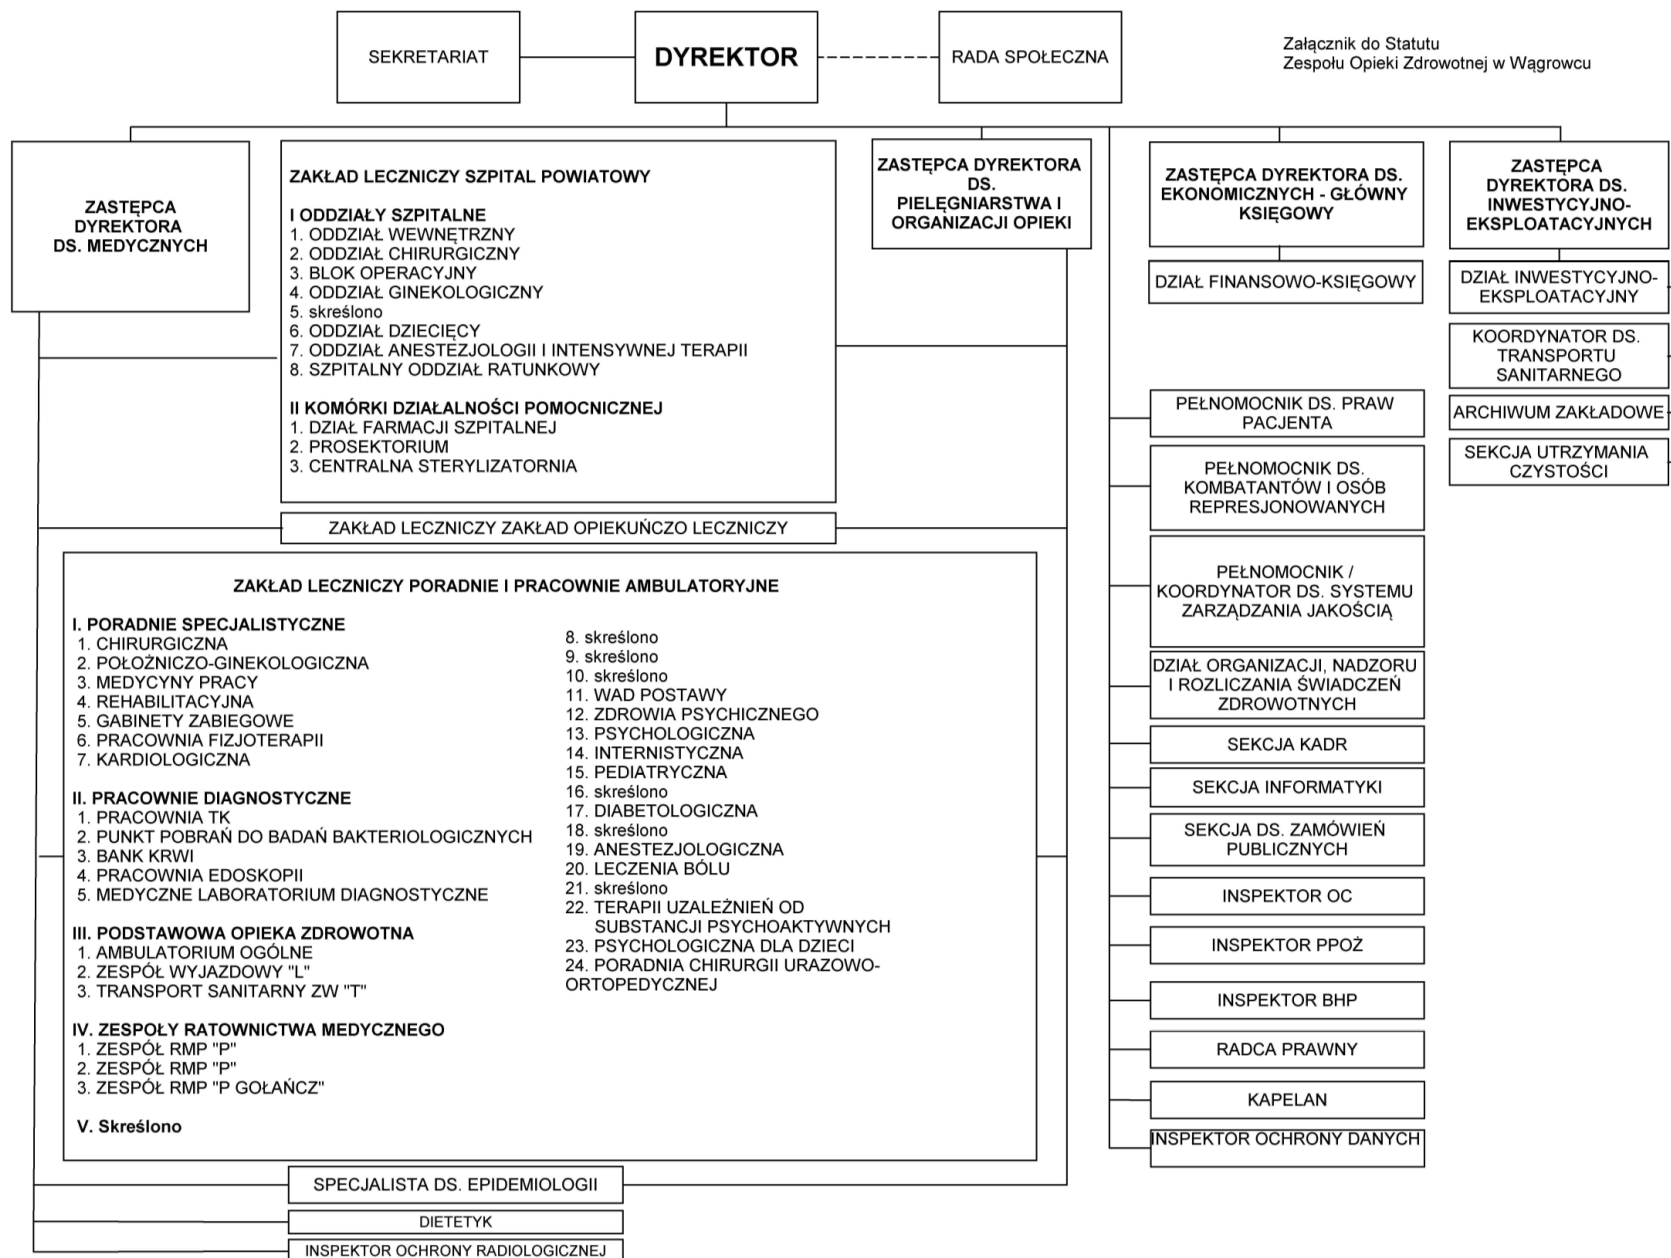 SEKRETARIAT
DYREKTOR
RADA SPOŁECZNA
Załącznik do Statutu
Zespołu Opieki Zdrowotnej w Wągrowcu
ZASTĘPCA
DYREKTORA
DS. MEDYCZNYCH
ZAKŁAD LECZNICZY SZPITAL POWIATOWY
I ODDZIAŁY SZPITALNE
1. ODDZIAŁ WEWNĘTRZNY
2. ODDZIAŁ CHIRURGICZNY
3. BLOK OPERACYJNY
4. ODDZIAŁ GINEKOLOGICZNY
5. skreślono
6. ODDZIAŁ DZIECIĘCY
7. ODDZIAŁ ANESTEZJOLOGII I INTENSYWNEJ TERAPII
8. SZPITALNY ODDZIAŁ RATUNKOWY
II KOMÓRKI DZIAŁALNOŚCI POMOCNICZEJ
1. DZIAŁ FARMACJI SZPITALNEJ
2. PROSEKTORIUM
3. CENTRALNA STERYLIZATORNIA
ZASTĘPCA DYREKTORA
DS.
PIELĘGNIARSTWA I
ORGANIZACJI OPIEKI
ZASTĘPCA DYREKTORA DS.
EKONOMICZNYCH - GŁÓWNY
KSIĘGOWY
DZIAŁ FINANSOWO-KSIĘGOWY
ZASTĘPCA
DYREKTORA DS.
INWESTYCYJNO-
EKSPLOATACYJNYCH
DZIAŁ INWESTYCYJNO-
EKSPLOATACYJNY
KOORDYNATOR DS.
TRANSPORTU
SANITARNEGO
ARCHIWUM ZAKŁADOWE
SEKCJA UTRZYMANIA
CZYSTOŚCI
ZAKŁAD LECZNICZY ZAKŁAD OPIEKUŃCZO LECZNICZY
ZAKŁAD LECZNICZY PORADNIE I PRACOWNIE AMBULATORYJNE
I. PORADNIE SPECJALISTYCZNE
1. CHIRURGICZNA
2. POŁOŻNICZO-GINEKOLOGICZNA
3. MEDYCYNY PRACY
4. REHABILITACYJNA
5. GABINETY ZABIEGOWE
6. PRACOWNIA FIZJOTERAPII
7. KARDIOLOGICZNA
II. PRACOWNIE DIAGNOSTYCZNE
1. PRACOWNIA TK
2. PUNKT POBRAŃ DO BADAŃ BAKTERIOLOGICZNYCH
3. BANK KRWI
4. PRACOWNIA EDOSKOPII
5. MEDYCZNE LABORATORIUM DIAGNOSTYCZNE
III. PODSTAWOWA OPIEKA ZDROWOTNA
1. AMBULATORIUM OGÓLNE
2. ZESPÓŁ WYJAZDOWY "L"
3. TRANSPORT SANITARNY ZW "T"
IV. ZESPOŁY RATOWNICTWA MEDYCZNEGO
1. ZESPÓŁ RMP "P"
2. ZESPÓŁ RMP "P"
3. ZESPÓŁ RMP "P GOŁAŃCZ"
V. Skreślono
8. skreślono
9. skreślono
10. skreślono
11. WAD POSTAWY
12. ZDROWIA PSYCHICZNEGO
13. PSYCHOLOGICZNA
14. INTERNISTYCZNA
15. PEDIATRYCZNA
16. skreślono
17. DIABETOLOGICZNA
18. skreślono
19. ANESTEZJOLOGICZNA
20. LECZENIA BÓLU
21. skreślono
22. TERAPII UZALEŻNIEŃ OD
SUBSTANCJI PSYCHOAKTYWNYCH
23. PSYCHOLOGICZNA DLA DZIECI
24. PORADNIA CHIRURGII URAZOWO-
ORTOPEDYCZNEJ
SPECJALISTA DS. EPIDEMIOLOGII
DIETETYK
INSPEKTOR OCHRONY RADIOLOGICZNEJ
PEŁNOMOCNIK DS. PRAW
PACJENTA
PEŁNOMOCNIK DS.
KOMBATANTÓW I OSÓB
REPRESJONOWANYCH
PEŁNOMOCNIK /
KOORDYNATOR DS. SYSTEMU
ZARZĄDZANIA JAKOŚCIĄ
DZIAŁ ORGANIZACJI, NADZORU
I ROZLICZANIA ŚWIADCZEŃ
ZDROWOTNYCH
SEKCJA KADR
SEKCJA INFORMATYKI
SEKCJA DS. ZAMÓWIEŃ
PUBLICZNYCH
INSPEKTOR OC
INSPEKTOR PPOŻ
INSPEKTOR BHP
RADCA PRAWNY
KAPELAN
INSPEKTOR OCHRONY DANYCH